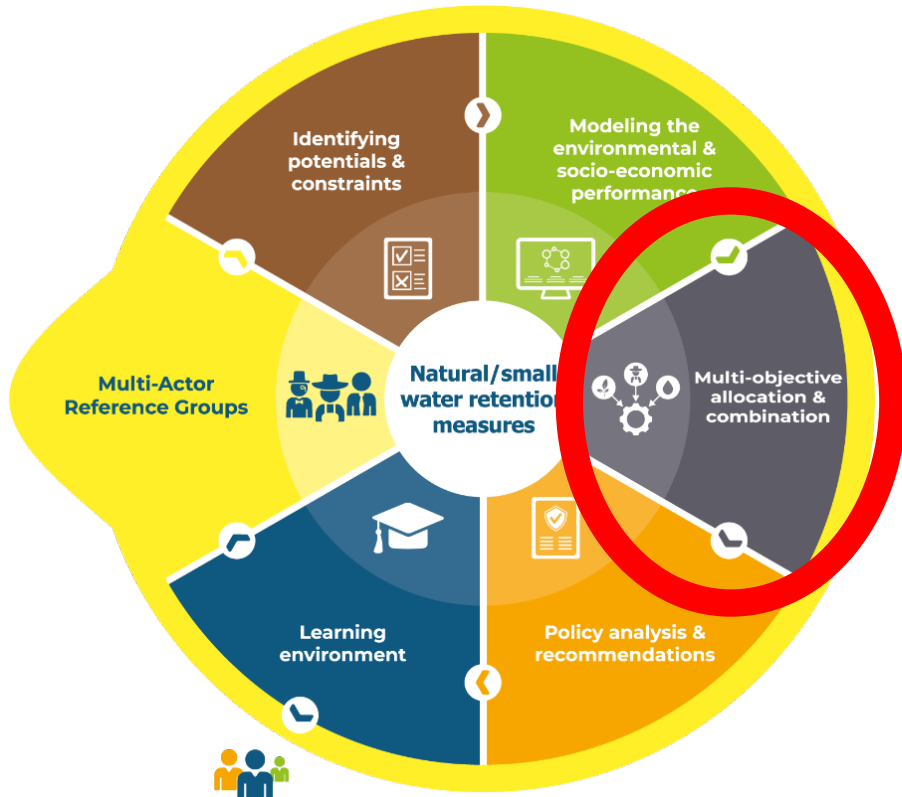 Identifying
potentials &
constraints
Modeling the
environmental &
socio-economic
performance
Multi-Actor
Reference Groups
Natural/small
water retention
measures
Multi-objective
allocation &
combination
Learning
environment
Policy analysis &
recommendations